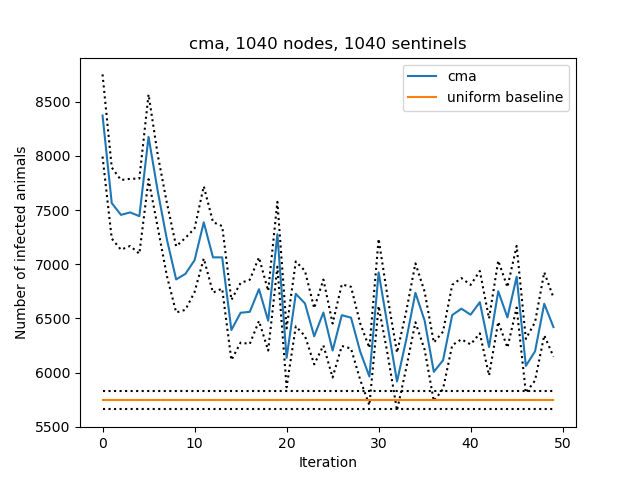 cma, 1040 nodes, 1040 sentinels
cma
uniform baseline
Number of infected animals
8500
8000
7500
7000
6500
6000
5500
0 10 20 30 40 50
Iteration